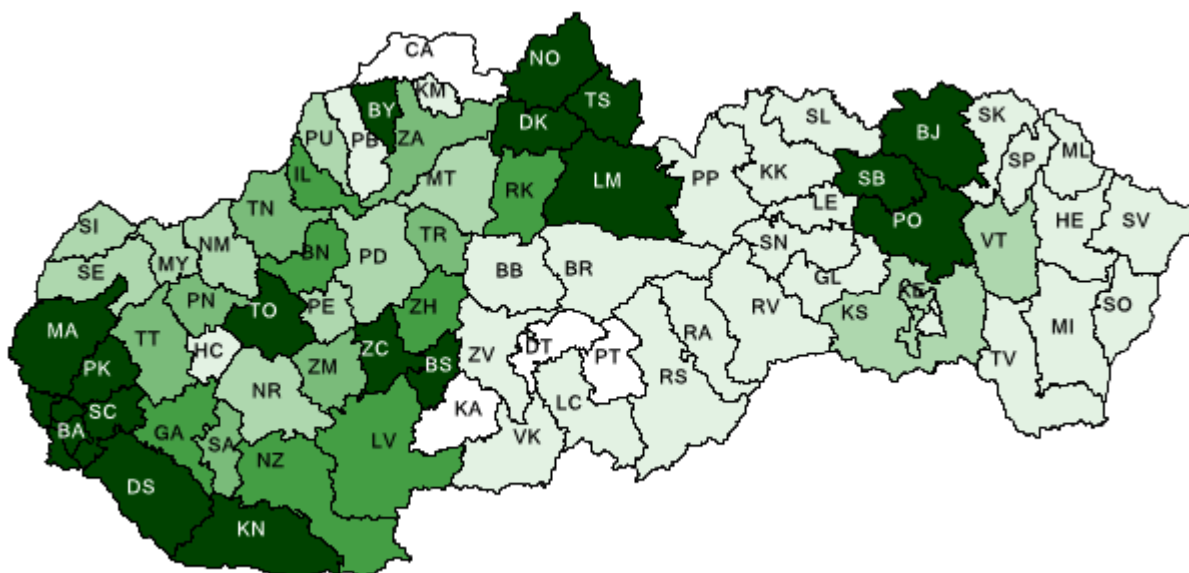 CA
NO
KM
BY
TS
DK
PU
PB
ZA
SL
BJ
SK
SP
ML
IL
MT
RK
LM
PP
KK
SB
LE
PO
HE
SV
SI
TN
NM
BN
PD
TR
SN
VT
SE
MY
BB
BR
GL
PN
TO
PE
ZH
RV
KS
SO
MA
TT
HC
ZC
BS
ZV
DT
PT
RA
MI
PK
ZM
TV
SC
NR
KA
LC
RS
BA
GA
SA
NZ
LV
VK
DS
KN